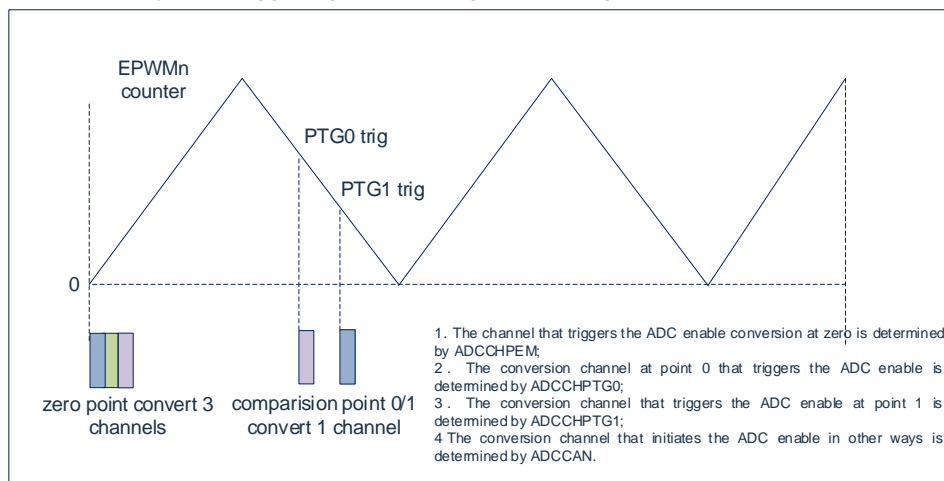 EPWMn
counter
PTG0 trig
PTG1 trig
0
zero point convert 3
channels
comparision point 0/1
convert 1 channel
1. The channel that triggers the ADC enable conversion at zero is determined
by ADCCHPEM;
2. The conversion channel at point 0 that triggers the ADC enable is
determined by ADCCHPTG0;
3. The conversion channel that triggers the ADC enable at point 1 is
determined by ADCCHPTG1;
4 The conversion channel that initiates the ADC enable in other ways is
determined by ADCCAN.